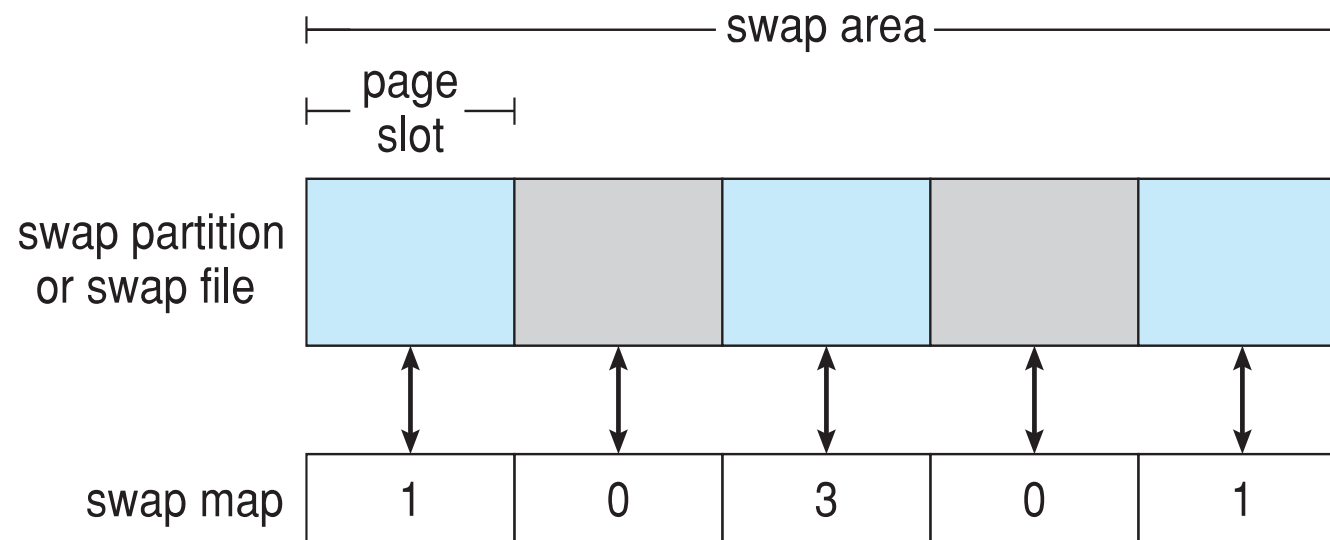 swap area
page
slot
swap partition
or swap file
swap map 1 0 3 0 1